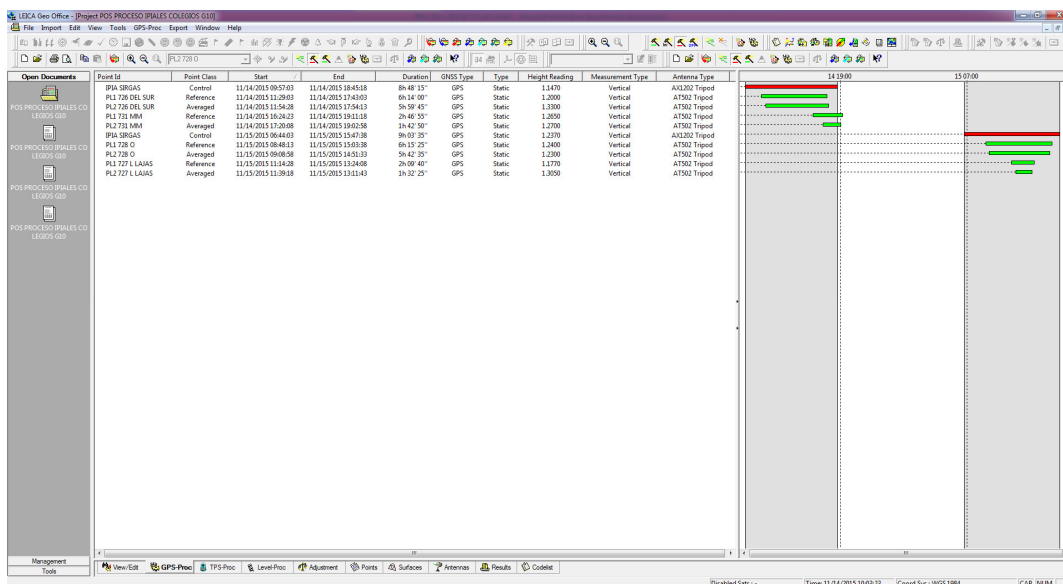 LEICA Geo Office - [Project POS PROCESO IPIALES COLEGIOS G10]
File Import Edit View Tools GPS-Proc Export Window Help
PL2 728 O
Open Documents
POS PROCESO IPIALES CO
LEGIOS G10
POS PROCESO IPIALES CO
LEGIOS G10
POS PROCESO IPIALES CO
LEGIOS G10
POS PROCESO IPIALES CO
LEGIOS G10
Point Id Point Class Start End Duration GNSS Type Type Height Reading Measurement Type Antenna Type 14 19:00 15 07:00
IPIA SIRGAS Control 11/14/2015 09:57:03 11/14/2015 18:45:18 8h 48' 15" GPS Static 1.1470 Vertical AX1202 Tripod
PL1 726 DEL SUR Reference 11/14/2015 11:29:03 11/14/2015 17:43:03 6h 14' 00" GPS Static 1.2000 Vertical AT502 Tripod
PL2 726 DEL SUR Averaged 11/14/2015 11:54:28 11/14/2015 17:54:13 5h 59' 45" GPS Static 1.3300 Vertical AT502 Tripod
PL1 731 MM Reference 11/14/2015 16:24:23 11/14/2015 19:11:18 2h 46' 55" GPS Static 1.2650 Vertical AT502 Tripod
PL2 731 MM Averaged 11/14/2015 17:20:08 11/14/2015 19:02:58 1h 42' 50" GPS Static 1.2700 Vertical AT502 Tripod
IPIA SIRGAS Control 11/15/2015 06:44:03 11/15/2015 15:47:38 9h 03' 35" GPS Static 1.2370 Vertical AX1202 Tripod
PL1 728 O Reference 11/15/2015 08:48:13 11/15/2015 15:03:38 6h 15' 25" GPS Static 1.2400 Vertical AT502 Tripod
PL2 728 O Averaged 11/15/2015 09:08:58 11/15/2015 14:51:33 5h 42' 35" GPS Static 1.2300 Vertical AT502 Tripod
PL1 727 L LAJAS Reference 11/15/2015 11:14:28 11/15/2015 13:24:08 2h 09' 40" GPS Static 1.1770 Vertical AT502 Tripod
PL2 727 L LAJAS Averaged 11/15/2015 11:39:18 11/15/2015 13:11:43 1h 32' 25" GPS Static 1.3050 Vertical AT502 Tripod
Management
Tools
View/Edit GPS-Proc TPS-Proc Level-Proc Adjustment Points Surfaces Antennas Results Codelist
Disabled Sats.: - Time: 11/14/2015 10:03:23 Coord Sys.: WGS 1984 CAP NUM